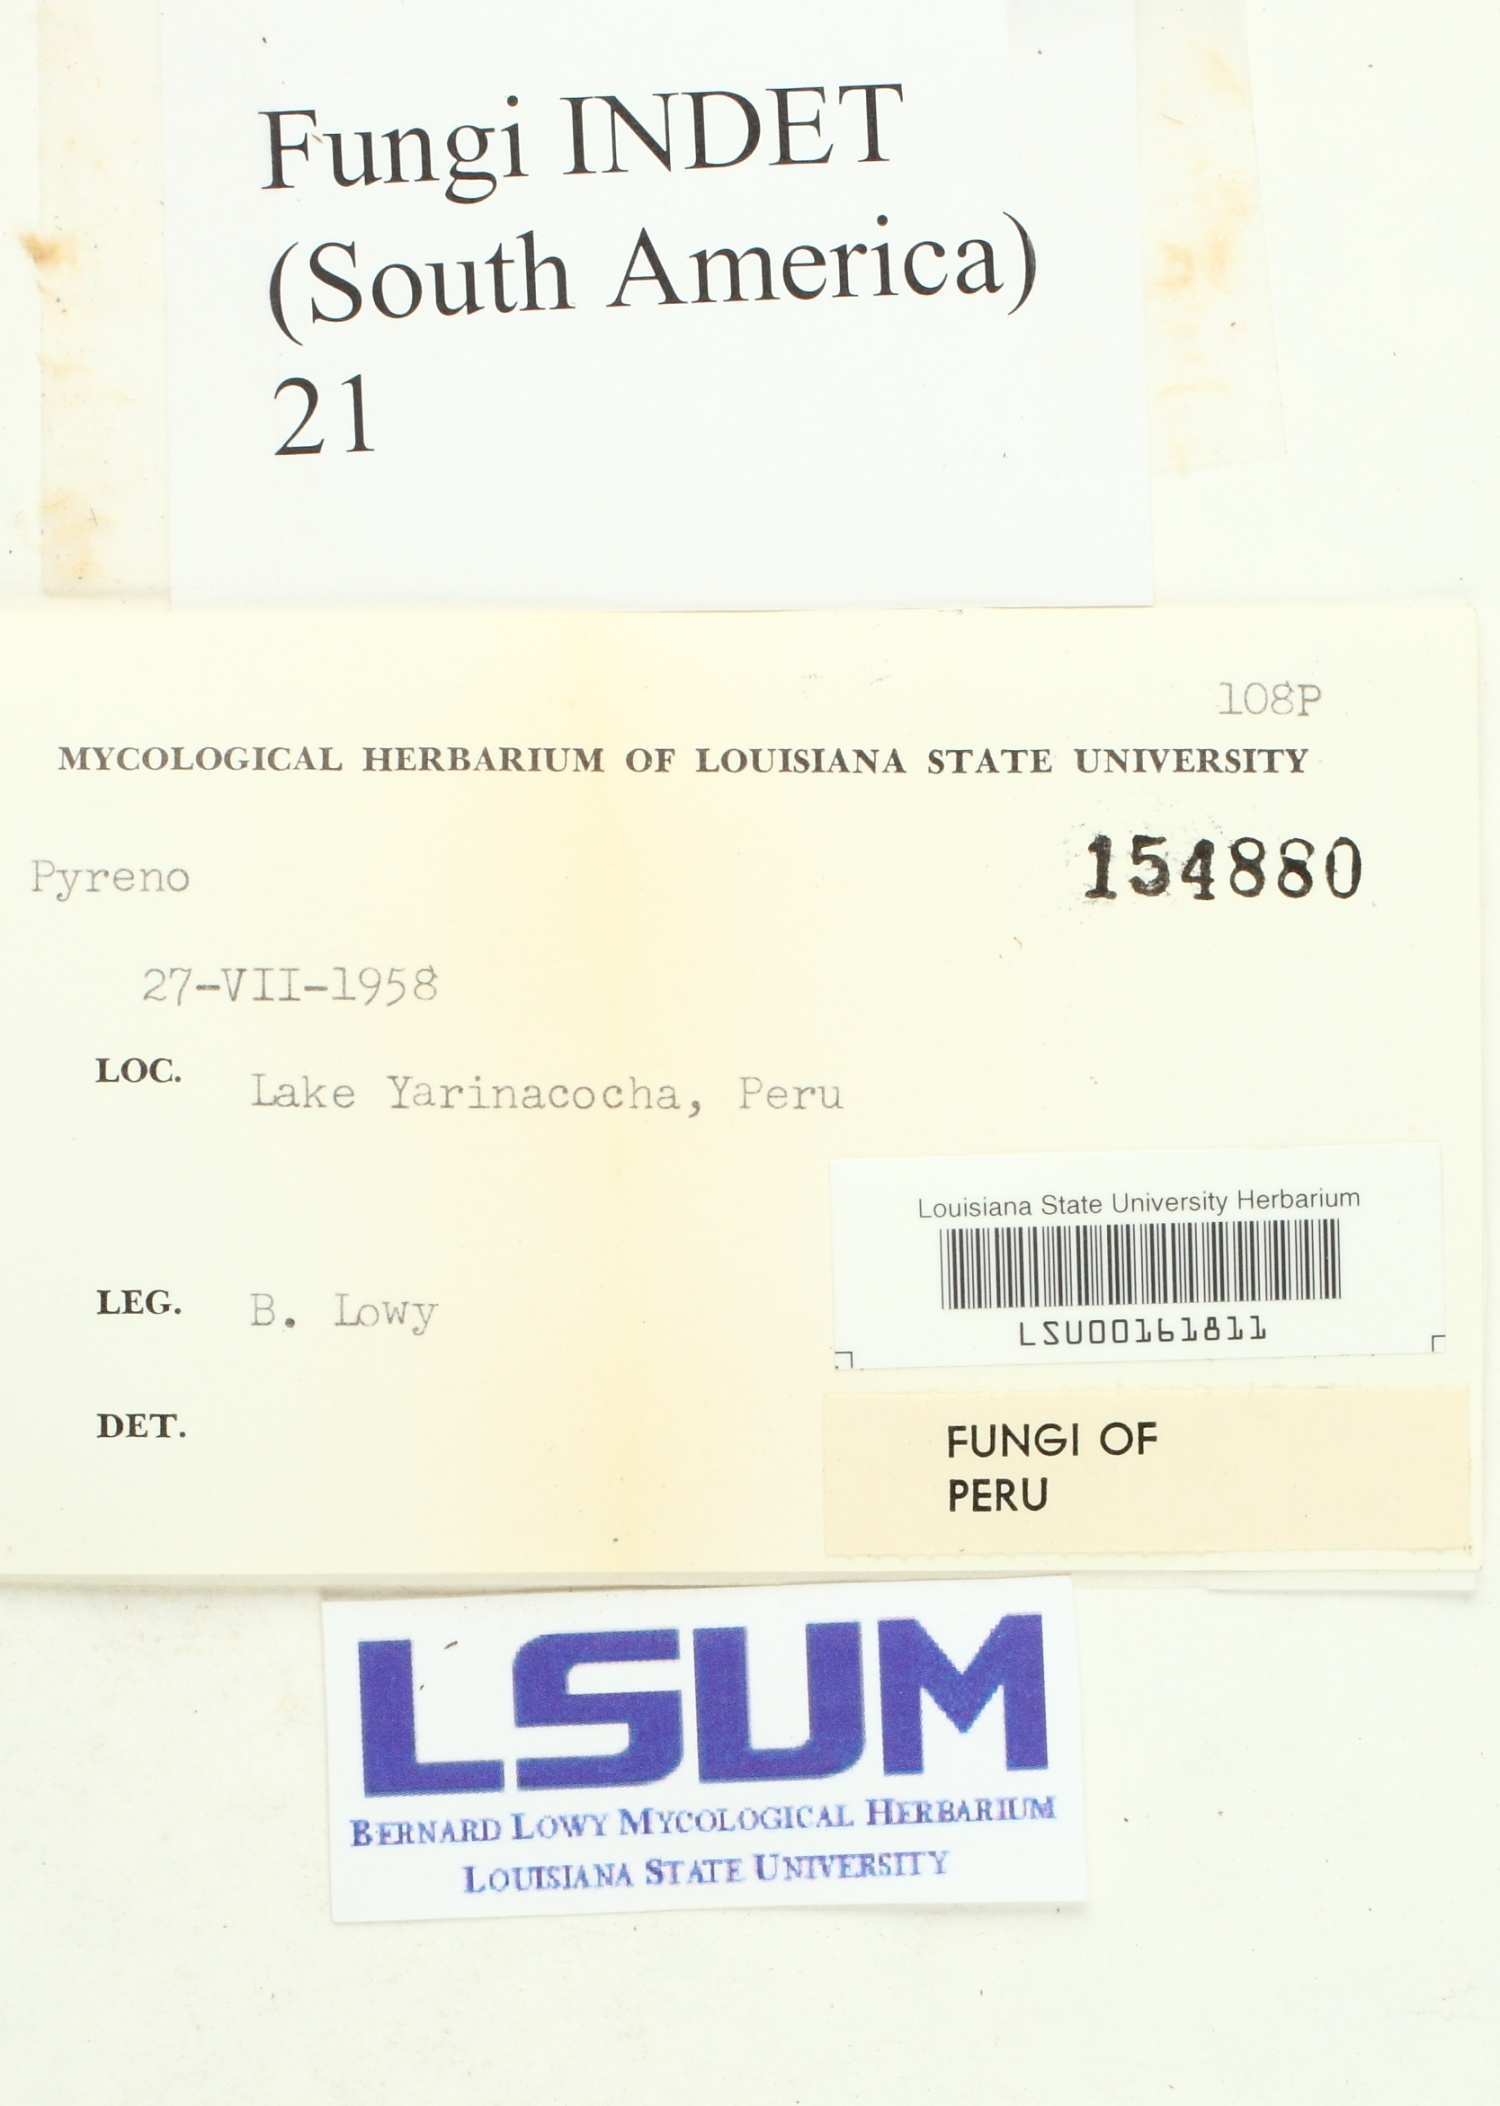 Fungi INDET
(South America)
21
108P
MYCOLOGICAL HERBARIUM OF LOUISIANA STATE UNIVERSITY
Pyreno
154880
27-VII-1958
LOC. Lake Yarinacocha, Peru
Louisiana State University Herbarium
LSU00161811
LEG. B. Lowy
DET.
FUNGI OF
PERU
LSUM
BERNARD LOWY MYCOLOGICAL HERBARIUM
LOUISIANA STATE UNIVERSITY